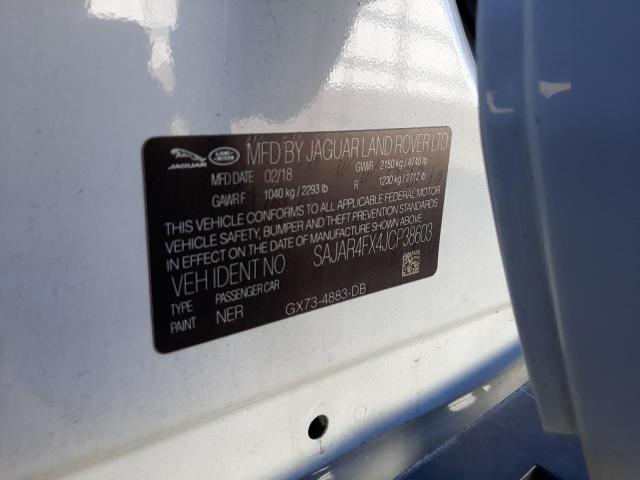 JAGUAR LAND ROVER MFD BY JAGUAR LAND ROVER LTD
MFD DATE 02/18 GVWR 2150 kg / 4740 lb
GAWR F 1040 kg / 2293 lb R 1230 kg / 2712 lb
THIS VEHICLE CONFORMS TO ALL APPLICABLE FEDERAL MOTOR
VEHICLE SAFETY, BUMPER AND THEFT PREVENTION STANDARDS
IN EFFECT ON THE DATE OF MANUFACTURE SHOWN ABOVE.
VEH IDENT NO. SAJAR4FX4JCP38603
TYPE PASSENGER CAR
PAINT NER GX73-4883-DB